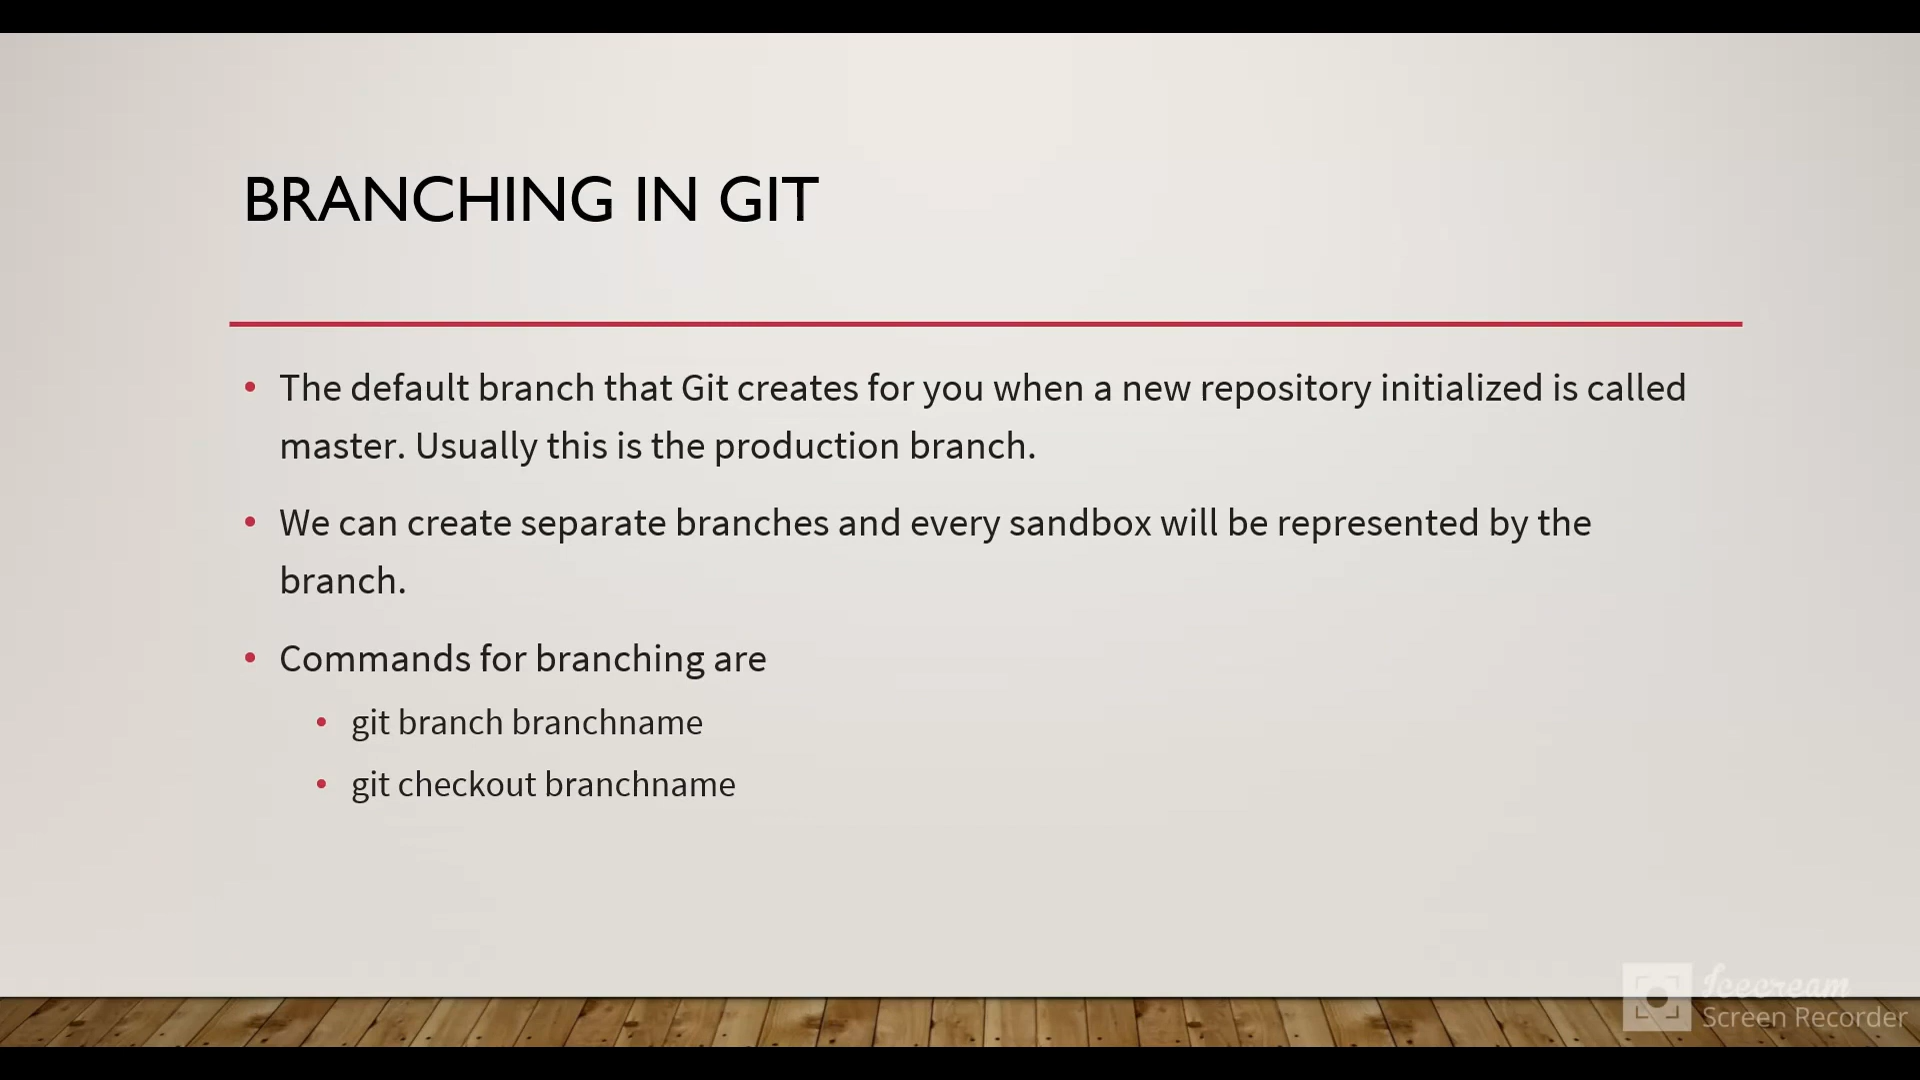 BRANCHING IN GIT
• The default branch that Git creates for you when a new repository initialized is called
master. Usually this is the production branch.
• We can create separate branches and every sandbox will be represented by the
branch.
• Commands for branching are
• git branch branchname
• git checkout branchname
Icecream
Screen Recorder